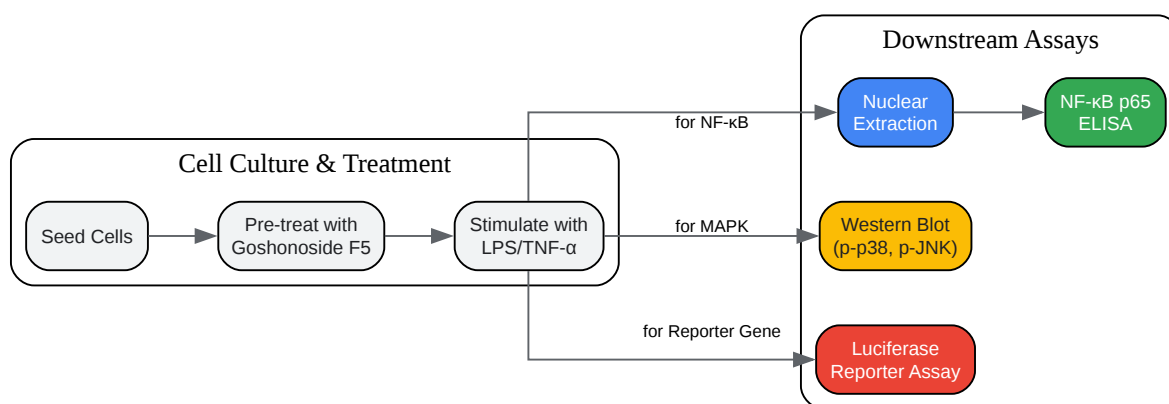 Cell Culture & Treatment
Seed Cells
Pre-treat with
Goshonoside F5
Stimulate with
LPS/TNF-α
for NF-κB
for MAPK
for Reporter Gene
Downstream Assays
Nuclear
Extraction
NF-κB p65
ELISA
Western Blot
(p-p38, p-JNK)
Luciferase
Reporter Assay